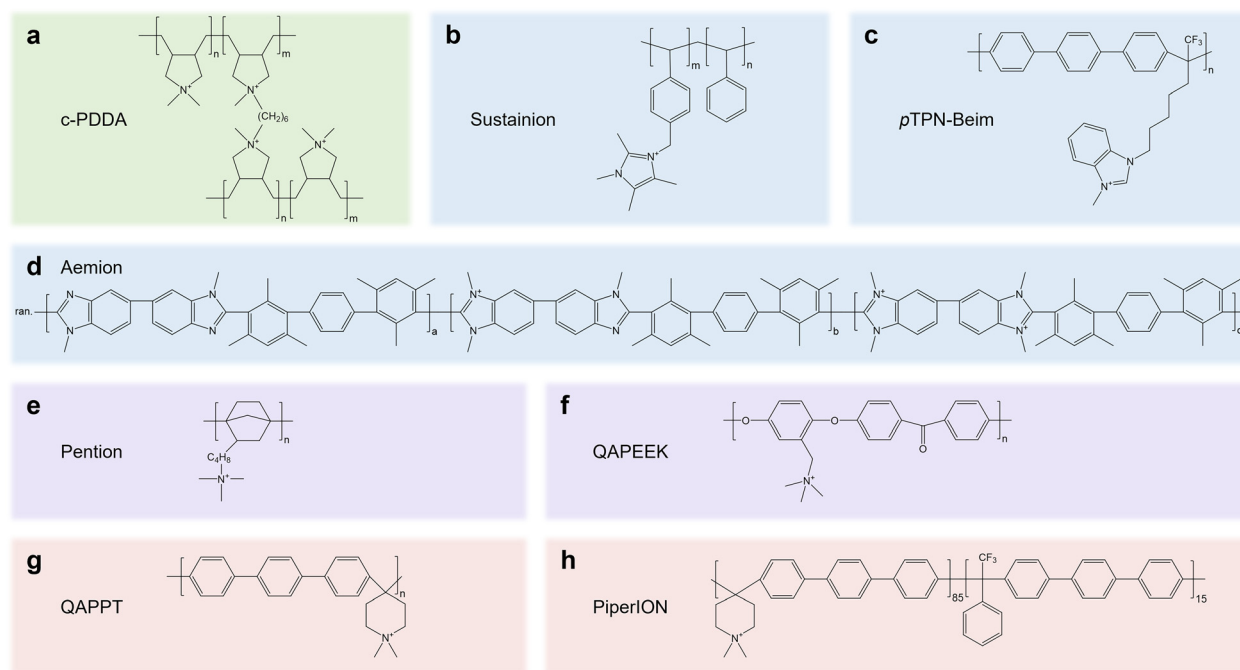 a
c-PDDA
n
m
N+
N+
(CH2)6
N+
N+
n
m
b
Sustainion
m
n
N+
N
c
pTPN-Beim
CF3
n
N
N+
d
Aemion
ran.
N
N
N
N
a
N+
N
N
N
b
N+
N
N
N+
c
e
Pention
n
C4H8
N+
f
QAPEEK
O
O
O
n
N+
g
QAPPT
n
N+
h
PiperION
CF3
85
15
N+